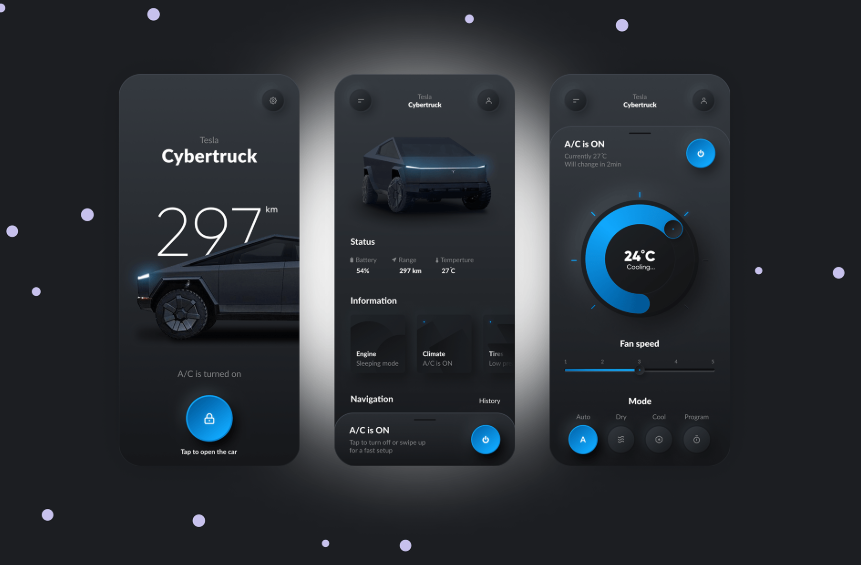 Tesla
Cybertruck
297 km
A/C is turned on
Tap to open the car
Tesla
Cybertruck
Status
Battery Range Temperture
54% 297 km 27°C
Information
Engine Climate Tires
Sleeping mode A/C is ON Low
Navigation History
A/C is ON
Tap to turn off or swipe up
for a fast setup
Tesla
Cybertruck
A/C is ON
Currently 27°C
Will change in 2min
24°C
Cooling...
Fan speed
1 2 3 4 5
Mode
Auto Dry Cool Program
A